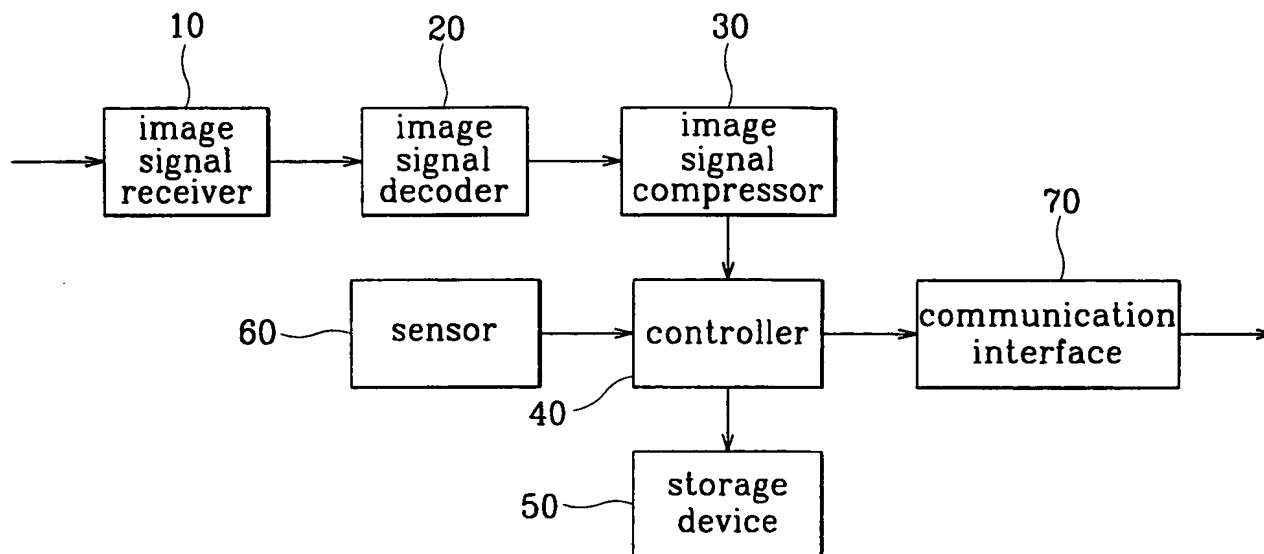 10
20
30
image
signal
receiver
image
signal
decoder
image
signal
compressor
70
60
sensor
controller
communication
interface
40
50
storage
device